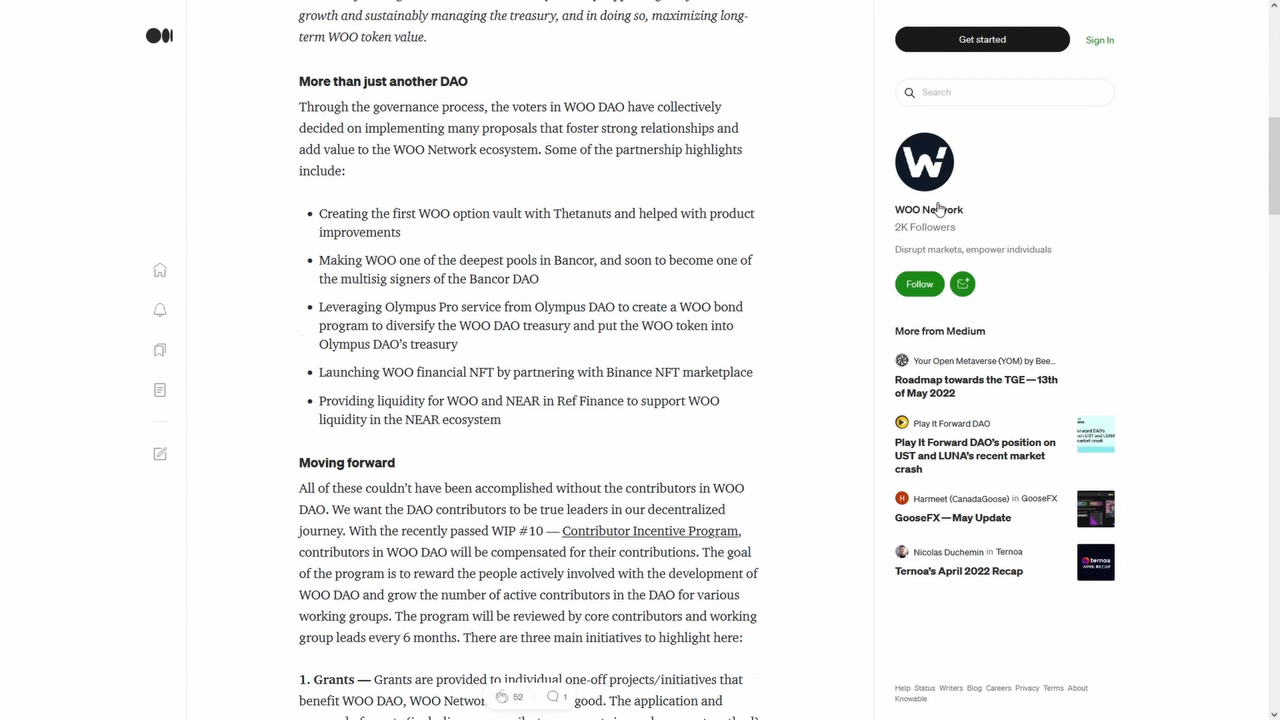 growth and sustainably managing the treasury, and in doing so, maximizing long-
term WOO token value.
More than just another DAO
Through the governance process, the voters in WOO DAO have collectively
decided on implementing many proposals that foster strong relationships and
add value to the WOO Network ecosystem. Some of the partnership highlights
include:
• Creating the first WOO option vault with Thetanuts and helped with product
improvements
• Making WOO one of the deepest pools in Bancor, and soon to become one of
the multisig signers of the Bancor DAO
• Leveraging Olympus Pro service from Olympus DAO to create a WOO bond
program to diversify the WOO DAO treasury and put the WOO token into
Olympus DAO’s treasury
• Launching WOO financial NFT by partnering with Binance NFT marketplace
• Providing liquidity for WOO and NEAR in Ref Finance to support WOO
liquidity in the NEAR ecosystem
Moving forward
All of these couldn’t have been accomplished without the contributors in WOO
DAO. We want the DAO contributors to be true leaders in our decentralized
journey. With the recently passed WIP #10 — Contributor Incentive Program,
contributors in WOO DAO will be compensated for their contributions. The goal
of the program is to reward the people actively involved with the development of
WOO DAO and grow the number of active contributors in the DAO for various
working groups. The program will be reviewed by core contributors and working
group leads every 6 months. There are three main initiatives to highlight here:
1. Grants — Grants are provided to individual one-off projects/initiatives that
benefit WOO DAO, WOO Networ good. The application and
52 1
Get started Sign In
Search
W
WOO Network
2K Followers
Disrupt markets, empower individuals
Follow
More from Medium
Your Open Metaverse (YOM) by Bee...
Roadmap towards the TGE — 13th
of May 2022
Play It Forward DAO
Play It Forward DAO’s position on
UST and LUNA’s recent market
crash
H Harmeet (CanadaGoose) in GooseFX
GooseFX — May Update
Nicolas Duchemin in Ternoa
Ternoa’s April 2022 Recap
ternoa
APRIL RECAP
Help Status Writers Blog Careers Privacy Terms About
Knowable